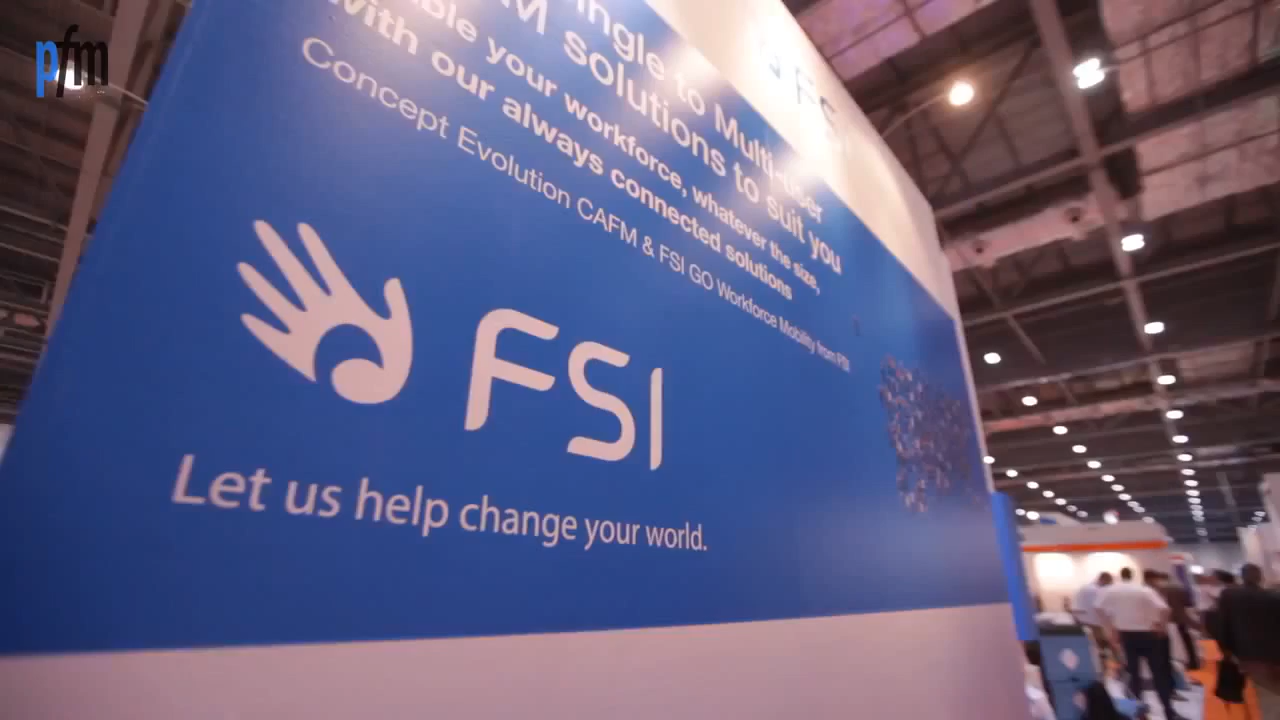 pfm
FSI
ngle to Multi-user
M solutions to suit you
ble your workforce, whatever the size,
with our always connected solutions
Concept Evolution CAFM & FSI GO Workforce Mobility from FSI
FSI
Let us help change your world.